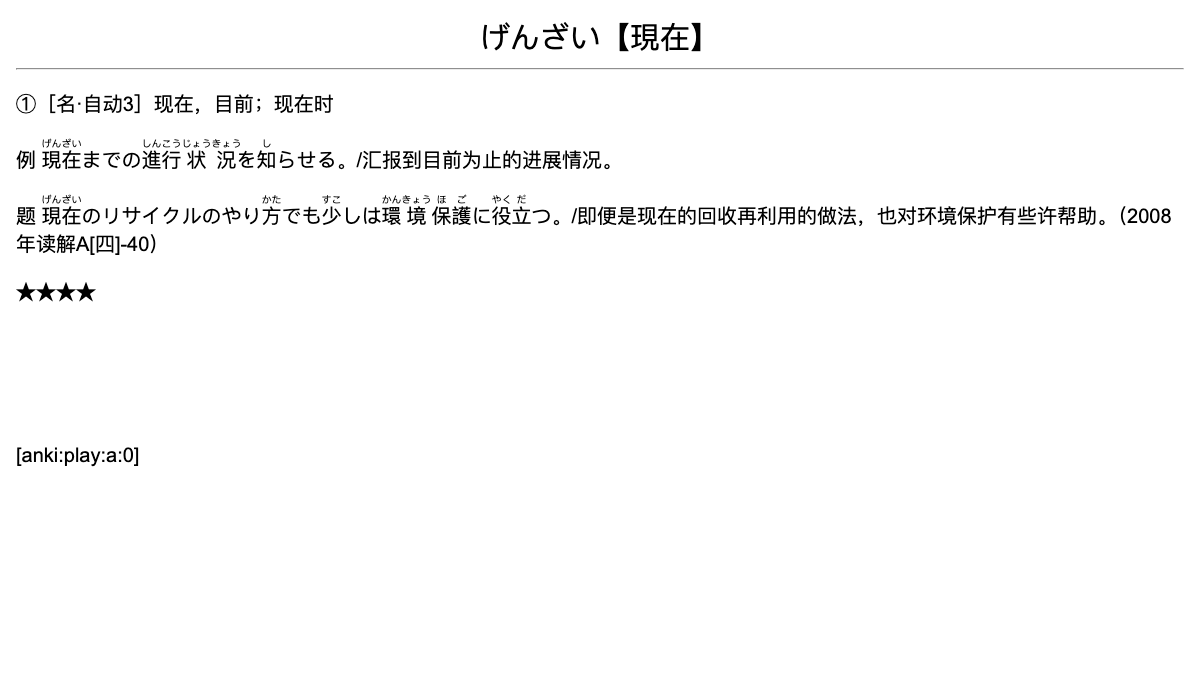 げんざい【現在】
①［名·自动3］现在，目前；现在时
げんざい しんこうじょうきょう し
例 現在までの進行状況を知らせる。/汇报到目前为止的进展情况。
げんざい かた すこ かんきょう ほ ご やく だ
题 現在のリサイクルのやり方でも少しは環境保護に役立つ。/即便是现在的回收再利用的做法，也对环境保护有些许帮助。（2008
年读解A[四]-40）
★★★★
[anki:play:a:0]